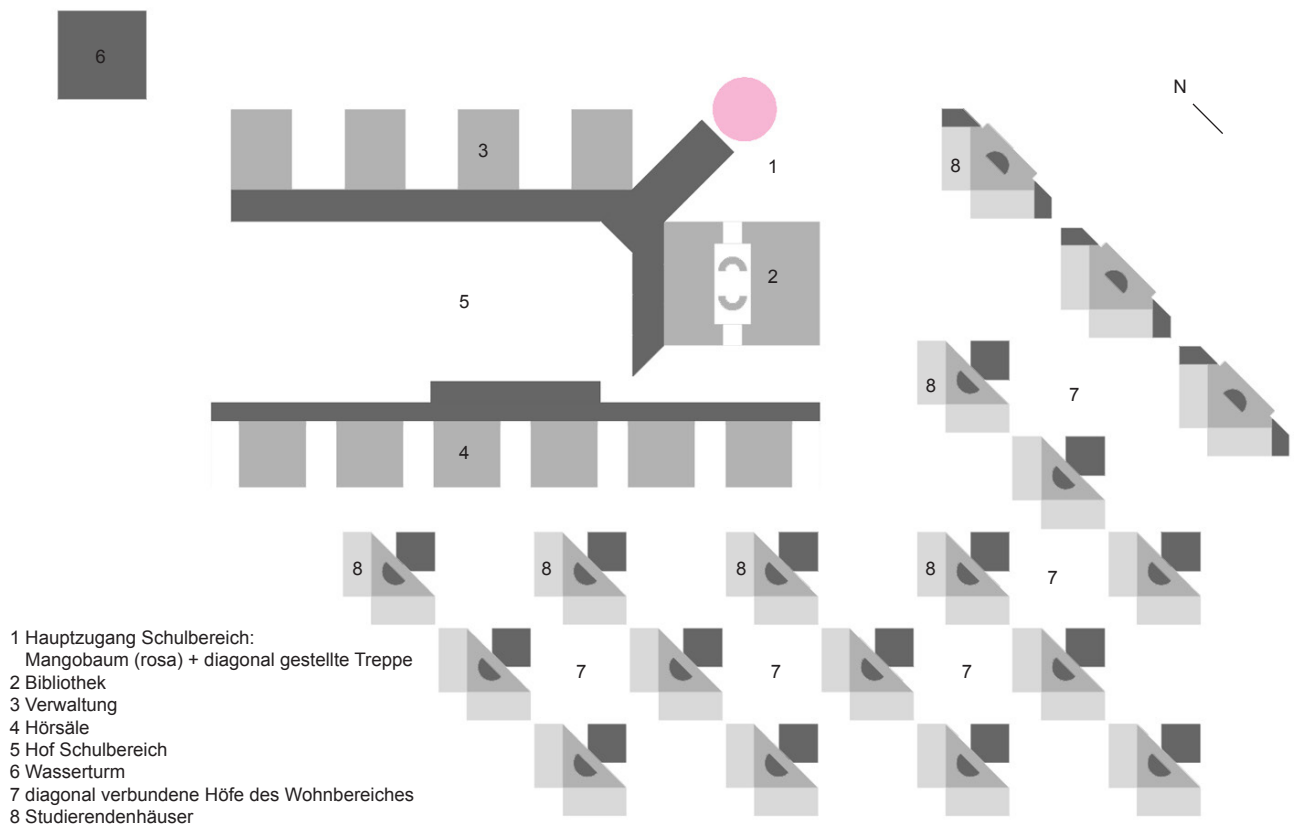 6
N
3
1
8
2
5
8
7
4
8
8
8
8
7
7
7
7
1 Hauptzugang Schulbereich:
Mangobaum (rosa) + diagonal gestellte Treppe
2 Bibliothek
3 Verwaltung
4 Hörsäle
5 Hof Schulbereich
6 Wasserturm
7 diagonal verbundene Höfe des Wohnbereiches
8 Studierendenhäuser